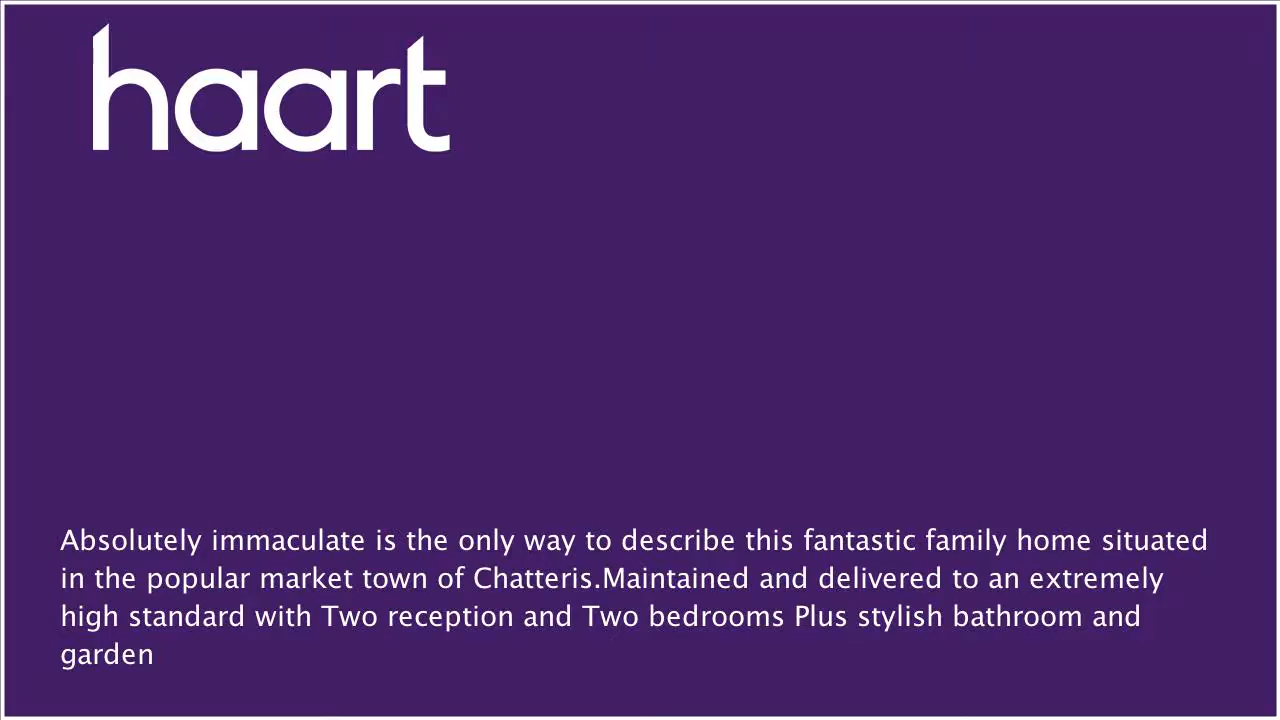 haart
Absolutely immaculate is the only way to describe this fantastic family home situated
in the popular market town of Chatteris.Maintained and delivered to an extremely
high standard with Two reception and Two bedrooms Plus stylish bathroom and
garden